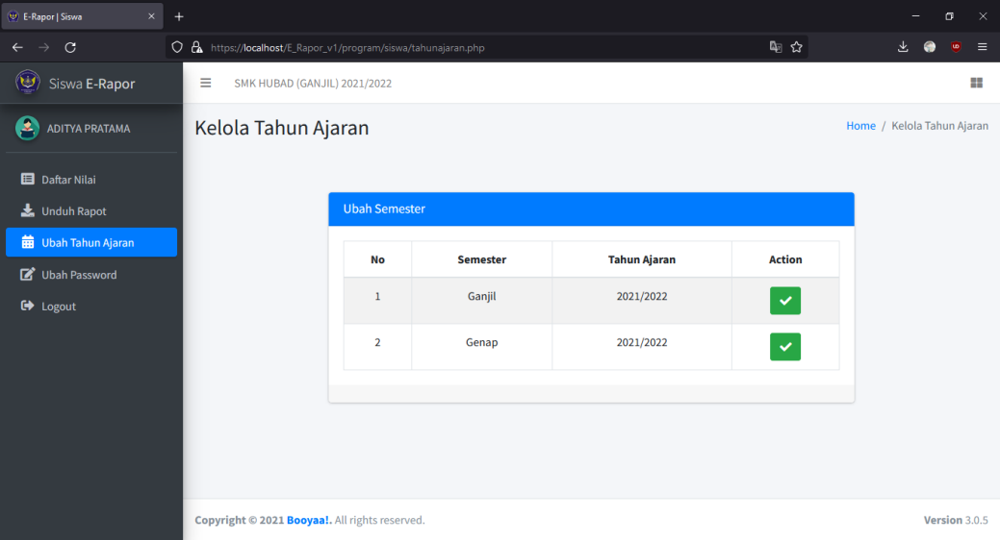 E-Rapor | Siswa
https://localhost/E_Rapor_v1/program/siswa/tahunajaran.php
Siswa E-Rapor
SMK HUBAD (GANJIL) 2021/2022
ADITYA PRATAMA
Kelola Tahun Ajaran
Home / Kelola Tahun Ajaran
Daftar Nilai
Unduh Rapot
Ubah Tahun Ajaran
Ubah Password
Logout
Ubah Semester
No Semester Tahun Ajaran Action
1 Ganjil 2021/2022
2 Genap 2021/2022
Copyright © 2021 Booyaa!. All rights reserved.
Version 3.0.5